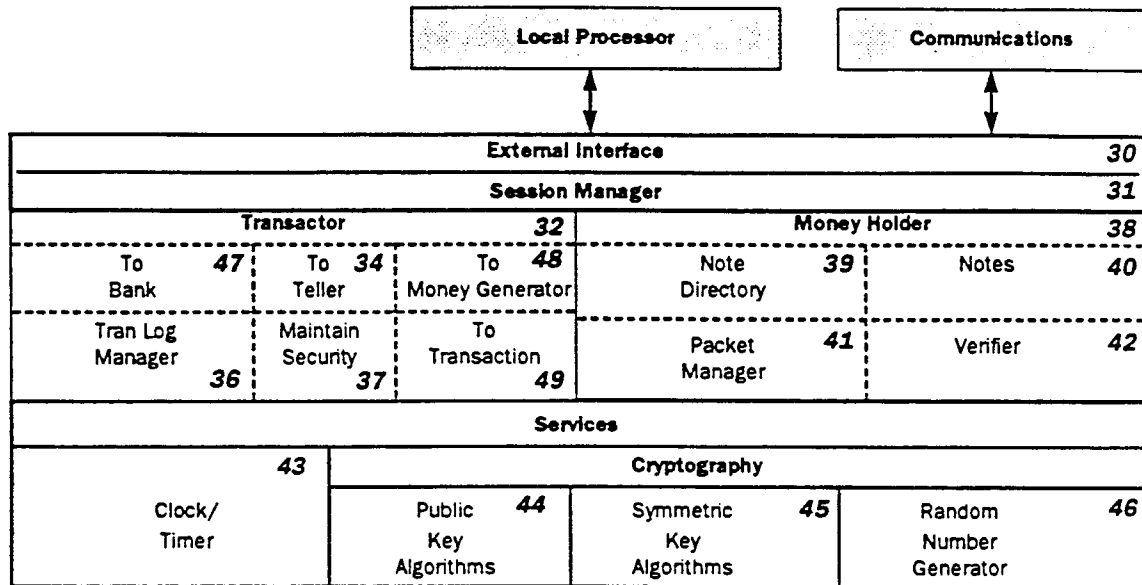 Local Processor
Communications
External Interface 30
Session Manager 31
Transactor 32
Money Holder 38
To 47
Bank
To 34
Teller
To 48
Money Generator
Note 39
Directory
Notes 40
Tran Log
Manager
36
Maintain
Security
37
To
Transaction
49
Packet 41
Manager
Verifier 42
Services
43
Clock/
Timer
Cryptography
Public 44
Key
Algorithms
Symmetric 45
Key
Algorithms
Random 46
Number
Generator